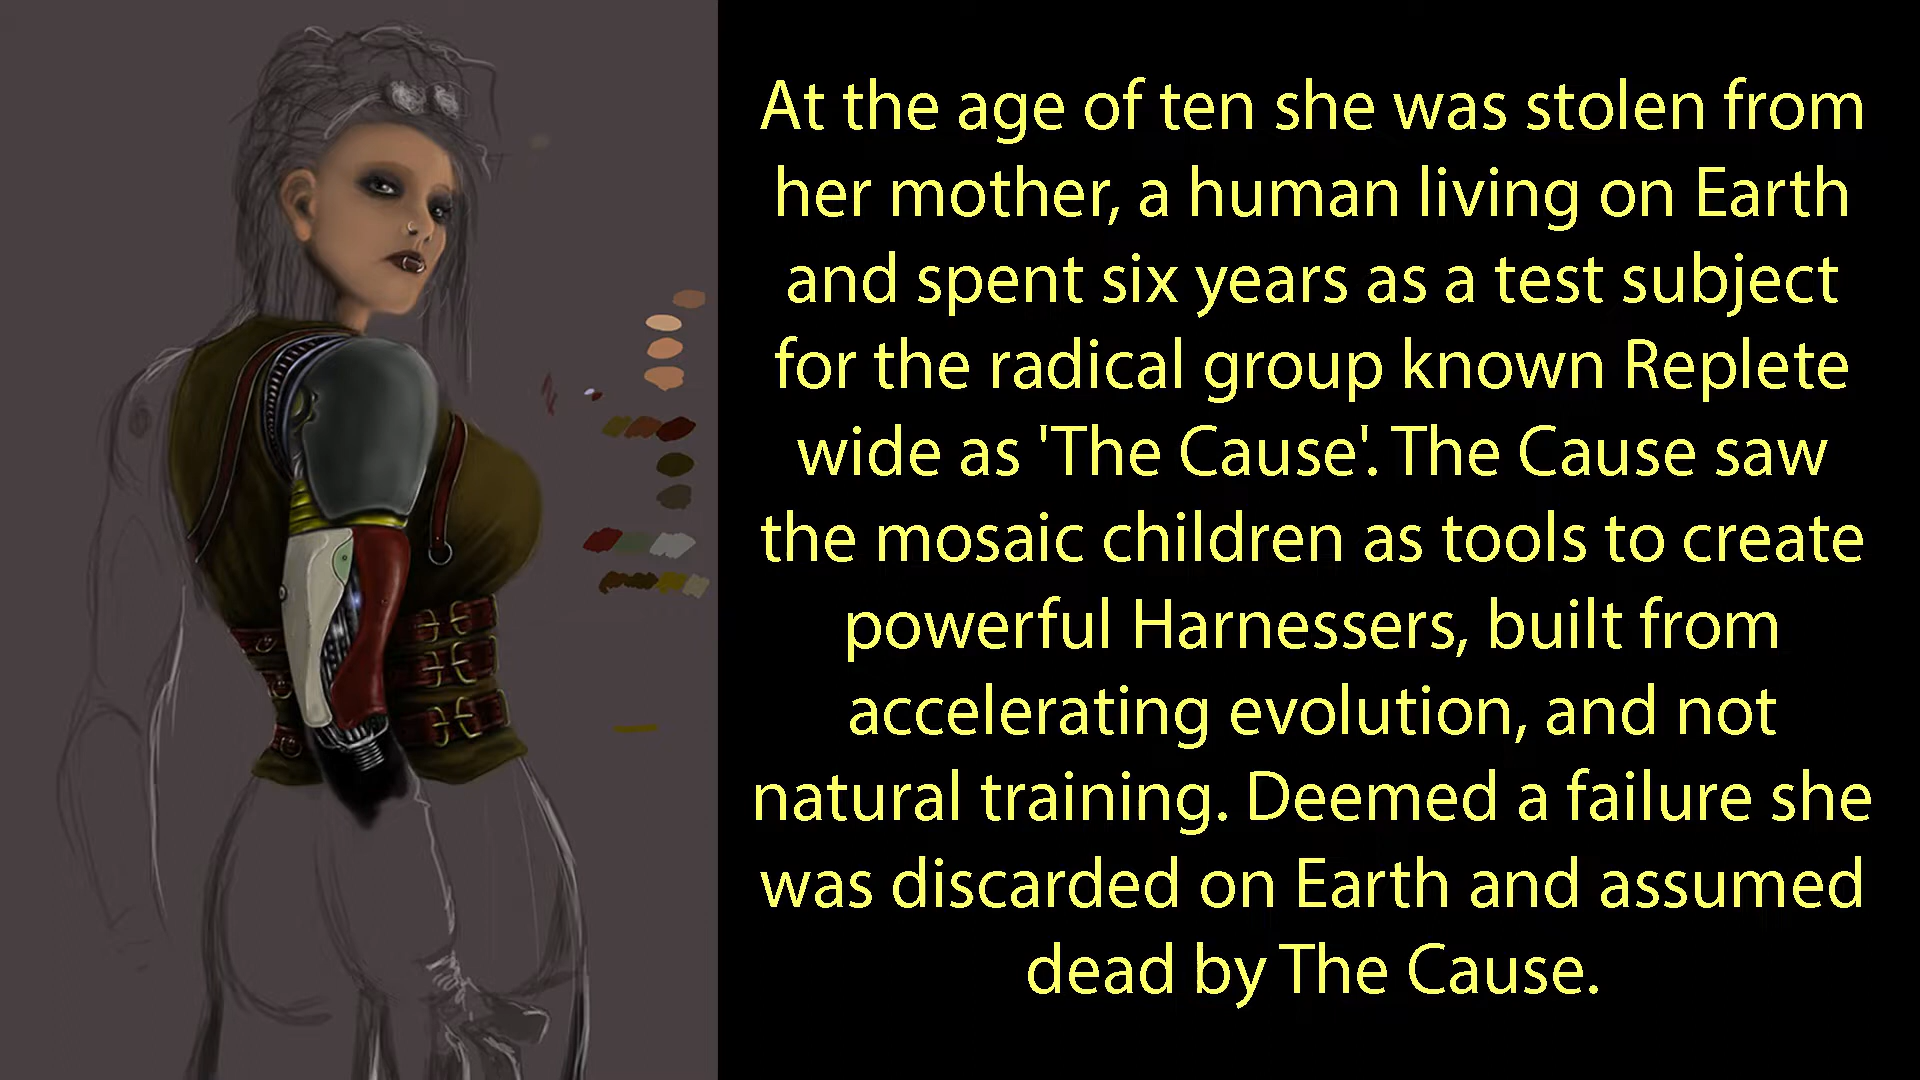 At the age of ten she was stolen from
her mother, a human living on Earth
and spent six years as a test subject
for the radical group known Replete
wide as 'The Cause'. The Cause saw
the mosaic children as tools to create
powerful Harnessers, built from
accelerating evolution, and not
natural training. Deemed a failure she
was discarded on Earth and assumed
dead by The Cause.